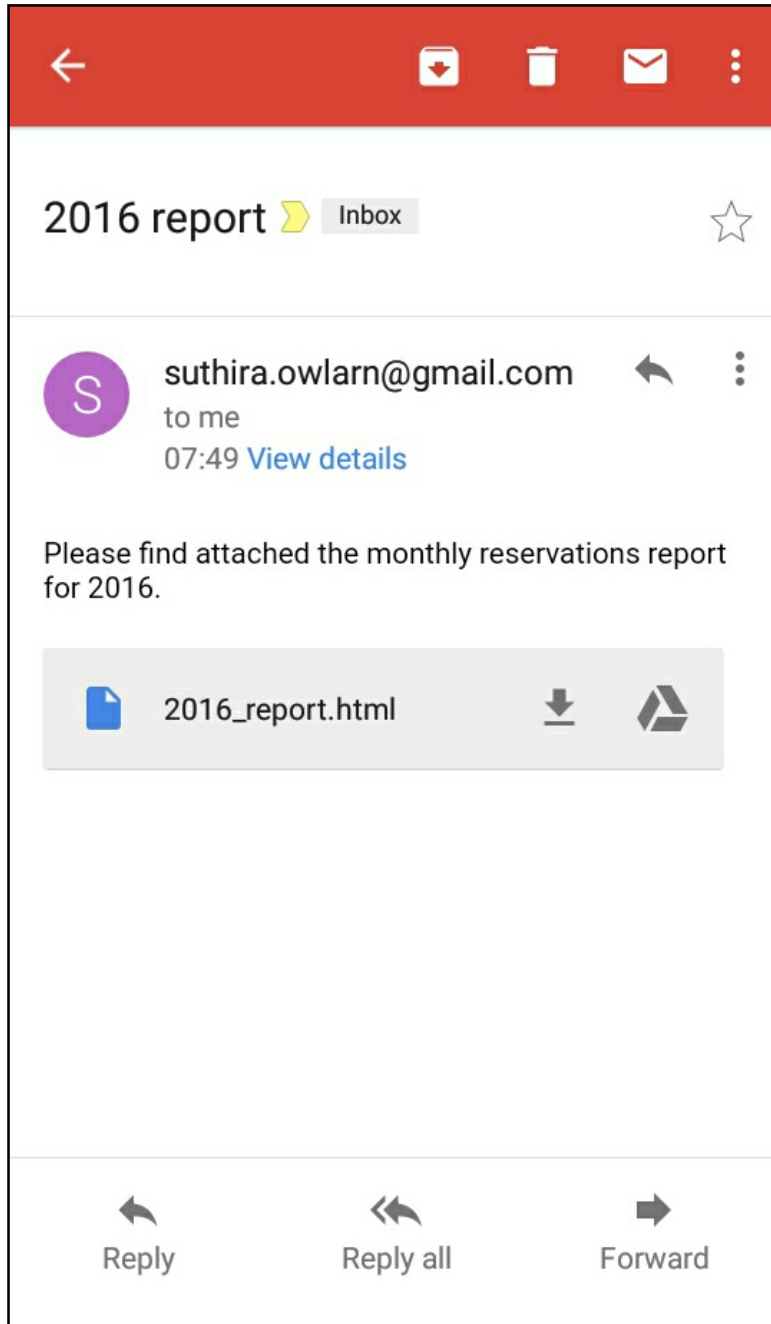 2016 report Inbox
S
suthira.owlarn@gmail.com
to me
07:49 View details
Please find attached the monthly reservations report
for 2016.
2016_report.html
Reply Reply all Forward